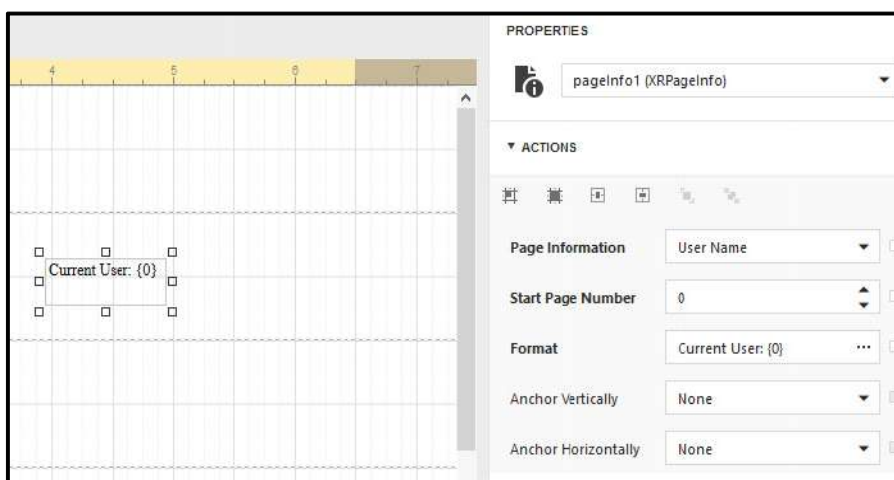 4 5 6 7
Current User: {0}
PROPERTIES
pageInfo1 (XRPageInfo)
ACTIONS
Page Information User Name
Start Page Number 0
Format Current User: {0} ...
Anchor Vertically None
Anchor Horizontally None